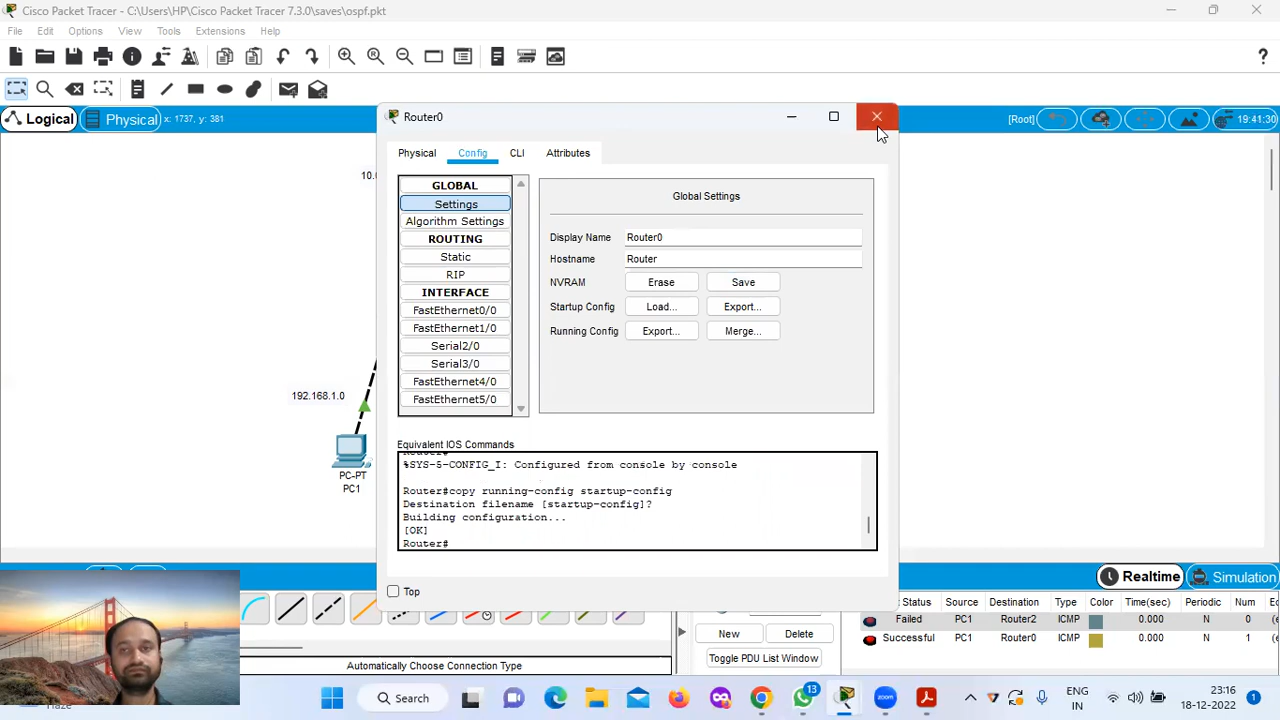 Cisco Packet Tracer - C:\Users\HP\Cisco Packet Tracer 7.3.0\saves\ospf.pkt
File Edit Options View Tools Extensions Help
Logical Physical x: 1737, y: 381 [Root] 19:41:30
Router0
Physical Config CLI Attributes
10.0
GLOBAL
Settings
Algorithm Settings
ROUTING
Static
RIP
INTERFACE
FastEthernet0/0
FastEthernet1/0
Serial2/0
Serial3/0
FastEthernet4/0
FastEthernet5/0
Global Settings
Display Name Router0
Hostname Router
NVRAM Erase Save
Startup Config Load... Export...
Running Config Export... Merge...
192.168.1.0
PC-PT
PC1
Equivalent IOS Commands
Router#
%SYS-5-CONFIG_I: Configured from console by console
Router#copy running-config startup-config
Destination filename [startup-config]?
Building configuration...
[OK]
Router#
Top
Realtime Simulation
Status Source Destination Type Color Time(sec) Periodic Num
Failed PC1 Router2 ICMP 0.000 N 0
Successful PC1 Router0 ICMP 0.000 N 1
New Delete
Toggle PDU List Window
Automatically Choose Connection Type
Search
13
zoom
ENG
IN
23:16
18-12-2022
1